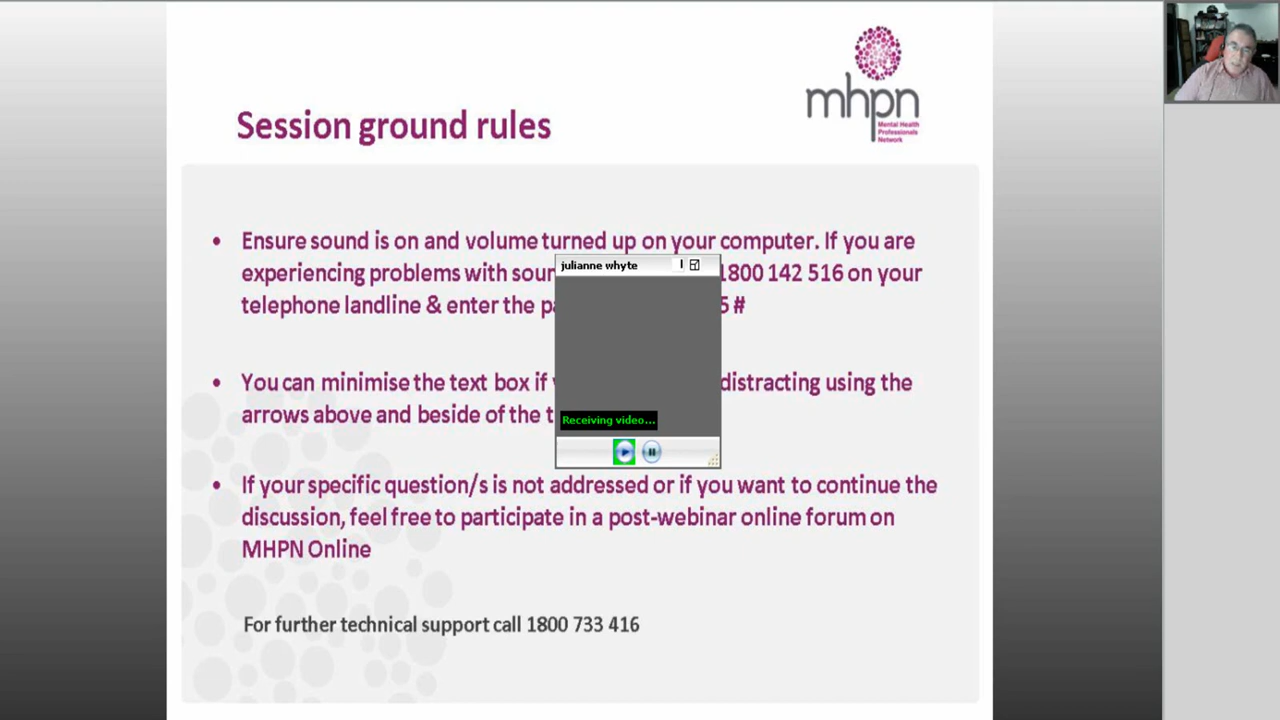 mhpn
Mental Health
Professionals
Network
Session ground rules
• Ensure sound is on and volume turned up on your computer. If you are
experiencing problems with 1800 142 516 on your
telephone landline & enter the #
• You can minimise the text box if distracting using the
arrows above and beside of the
• If your specific question/s is not addressed or if you want to continue the
discussion, feel free to participate in a post-webinar online forum on
MHPN Online
For further technical support call 1800 733 416
julianne whyte
Receiving video...